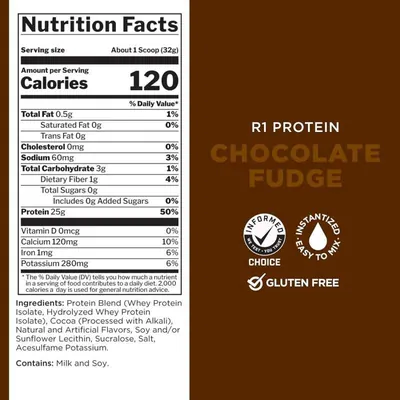 Nutrition Facts
Serving size About 1 Scoop (32g)
Amount per Serving
Calories 120
% Daily Value*
Total Fat 0.5g 1%
Saturated Fat 0g 0%
Trans Fat 0g
Cholesterol 0mg 0%
Sodium 60mg 3%
Total Carbohydrate 3g 1%
Dietary Fiber 1g 4%
Total Sugars 0g
Includes 0g Added Sugars 0%
Protein 25g 50%
Vitamin D 0mcg 0%
Calcium 120mg 10%
Iron 1mg 6%
Potassium 280mg 6%
* The % Daily Value (DV) tells you how much a nutrient
in a serving of food contributes to a daily diet. 2,000
calories a day is used for general nutrition advice.
Ingredients: Protein Blend (Whey Protein
Isolate, Hydrolyzed Whey Protein
Isolate), Cocoa (Processed with Alkali),
Natural and Artificial Flavors, Soy and/or
Sunflower Lecithin, Sucralose, Salt,
Acesulfame Potassium.
Contains: Milk and Soy.
R1 PROTEIN
CHOCOLATE
FUDGE
INFORMED
WE TEST • YOU TRUST
CHOICE
INSTANTIZED
EASY TO MIX
GLUTEN FREE